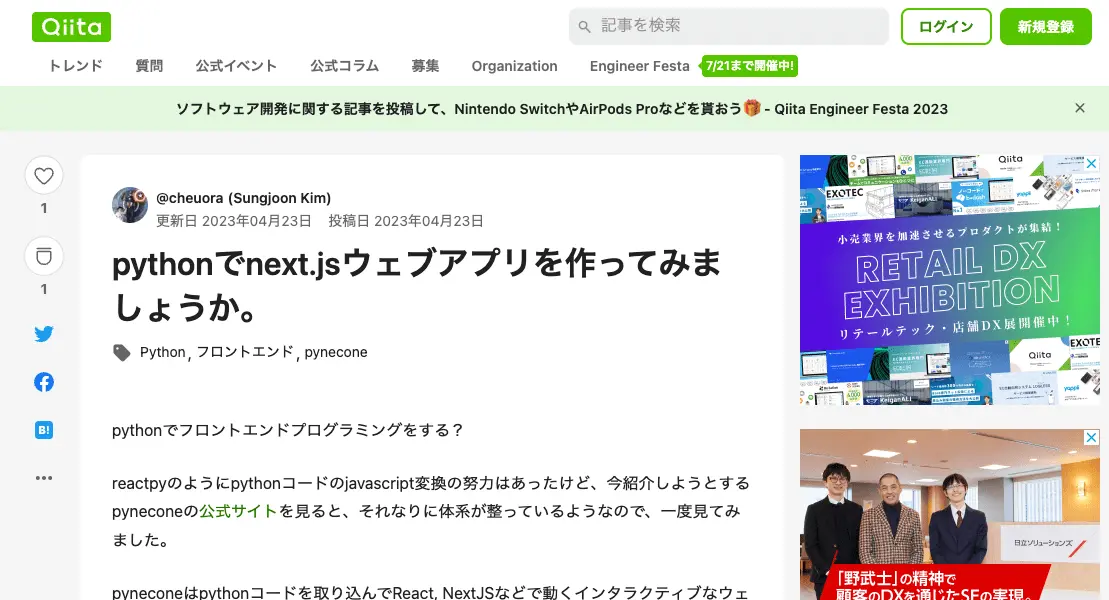 Qiita
記事を検索
ログイン
新規登録
トレンド
質問
公式イベント
公式コラム
募集
Organization
Engineer Festa
7/21まで開催中!
ソフトウェア開発に関する記事を投稿して、Nintendo SwitchやAirPods Proなどを貰おう🎁 - Qiita Engineer Festa 2023
1
1
B!
@cheuora (Sungjoon Kim)
更新日 2023年04月23日 投稿日 2023年04月23日
pythonでnext.jsウェブアプリを作ってみま
しょうか。
Python , フロントエンド , pynecone
pythonでフロントエンドプログラミングをする？
reactpyのようにpythonコードのjavascript変換の努力はあったけど、今紹介しようとする
pyneconeの公式サイトを見ると、それなりに体系が整っているようなので、一度見てみ
ました。
pyneconeはpythonコードを取り込んでReact, NextJSなどで動くインタラクティブなウェ
Qiita
EXOTEC
KeiganALI
yappli
小売業界を加速させるプロダクトが集結！
RETAIL DX
EXHIBITION
リテールテック・店舗DX展開催中！
EXOTE
Qiita
KeiganALI
日立ソリューションズ
「野武士」の精神で
顧客のDXを通じたSEの実現。